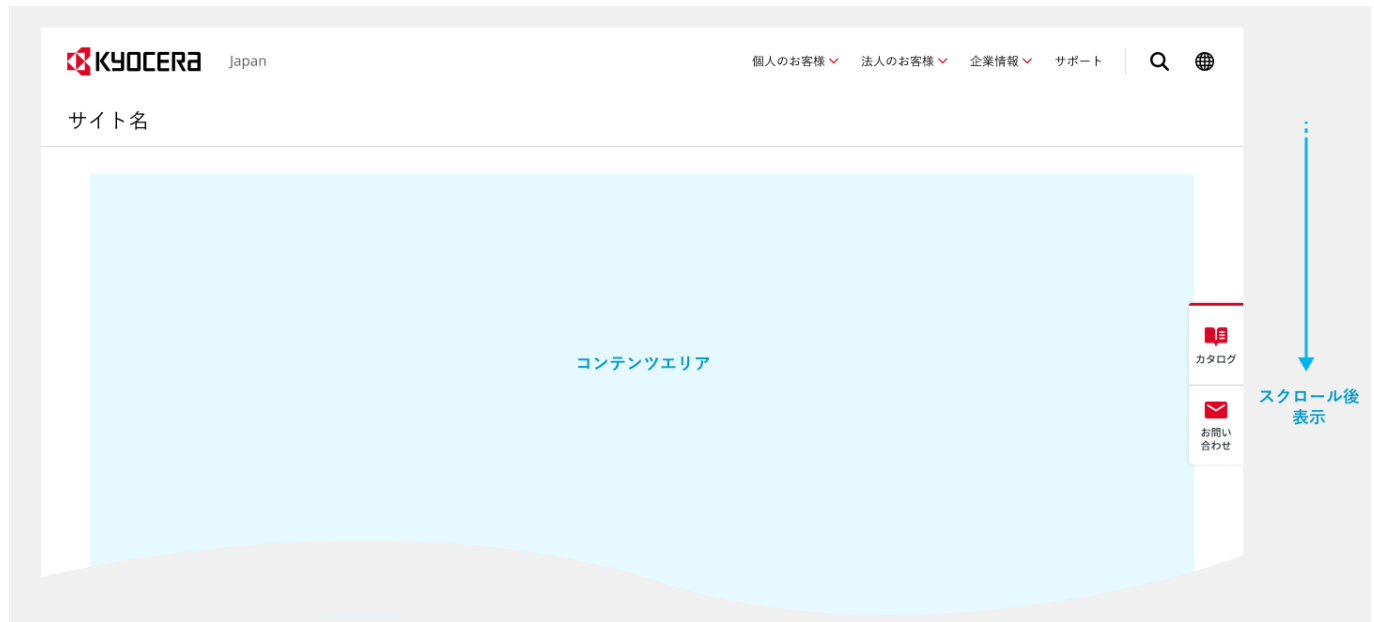 KYOCERA Japan 個人のお客様 法人のお客様 企業情報 サポート
サイト名
コンテンツエリア
カタログ
お問い
合わせ
スクロール後
表示